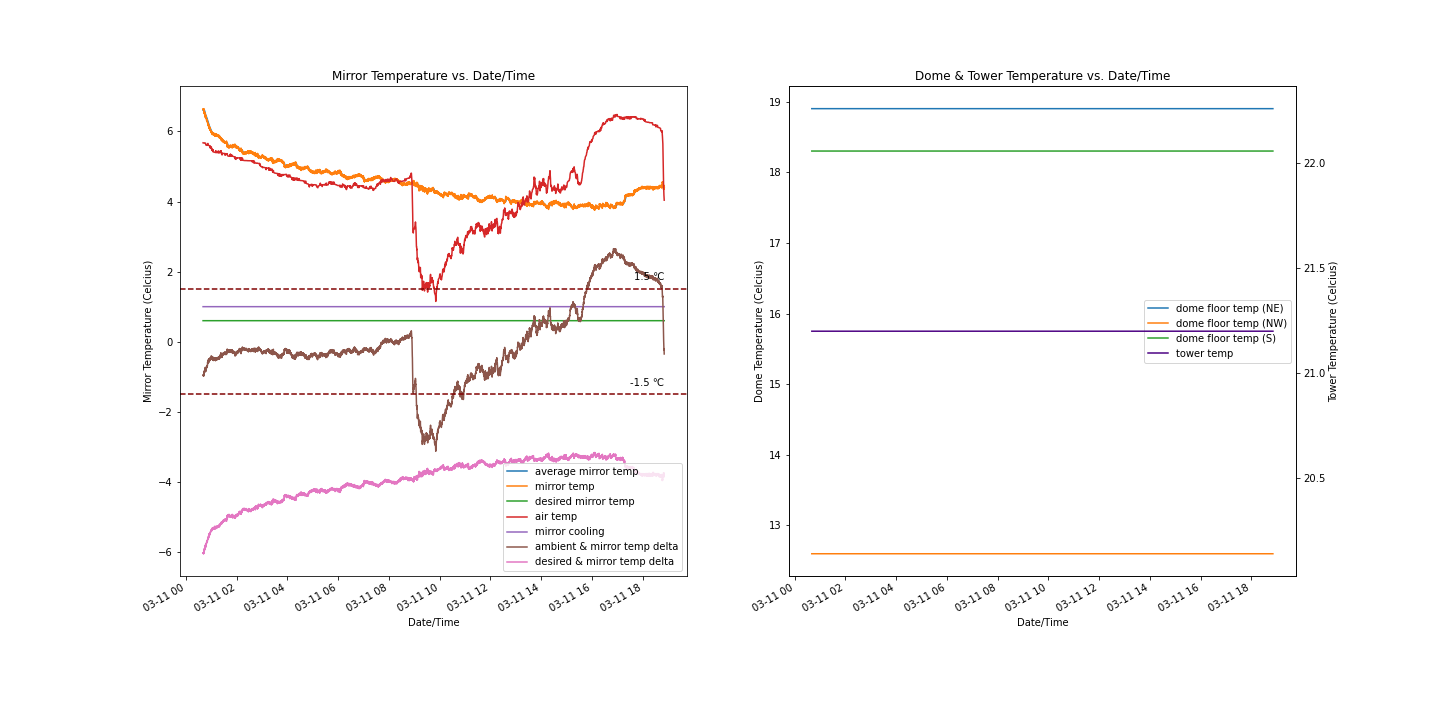 Mirror Temperature vs. Date/Time
Mirror Temperature (Celcius)
6
4
2
0
−2
−4
−6
1.5 °C
-1.5 °C
average mirror temp
mirror temp
desired mirror temp
air temp
mirror cooling
ambient & mirror temp delta
desired & mirror temp delta
03-11 00
03-11 02
03-11 04
03-11 06
03-11 08
03-11 10
03-11 12
03-11 14
03-11 16
03-11 18
Date/Time
Dome & Tower Temperature vs. Date/Time
Dome Temperature (Celcius)
19
18
17
16
15
14
13
dome floor temp (NE)
dome floor temp (NW)
dome floor temp (S)
tower temp
22.0
21.5
21.0
20.5
Tower Temperature (Celcius)
03-11 00
03-11 02
03-11 04
03-11 06
03-11 08
03-11 10
03-11 12
03-11 14
03-11 16
03-11 18
Date/Time